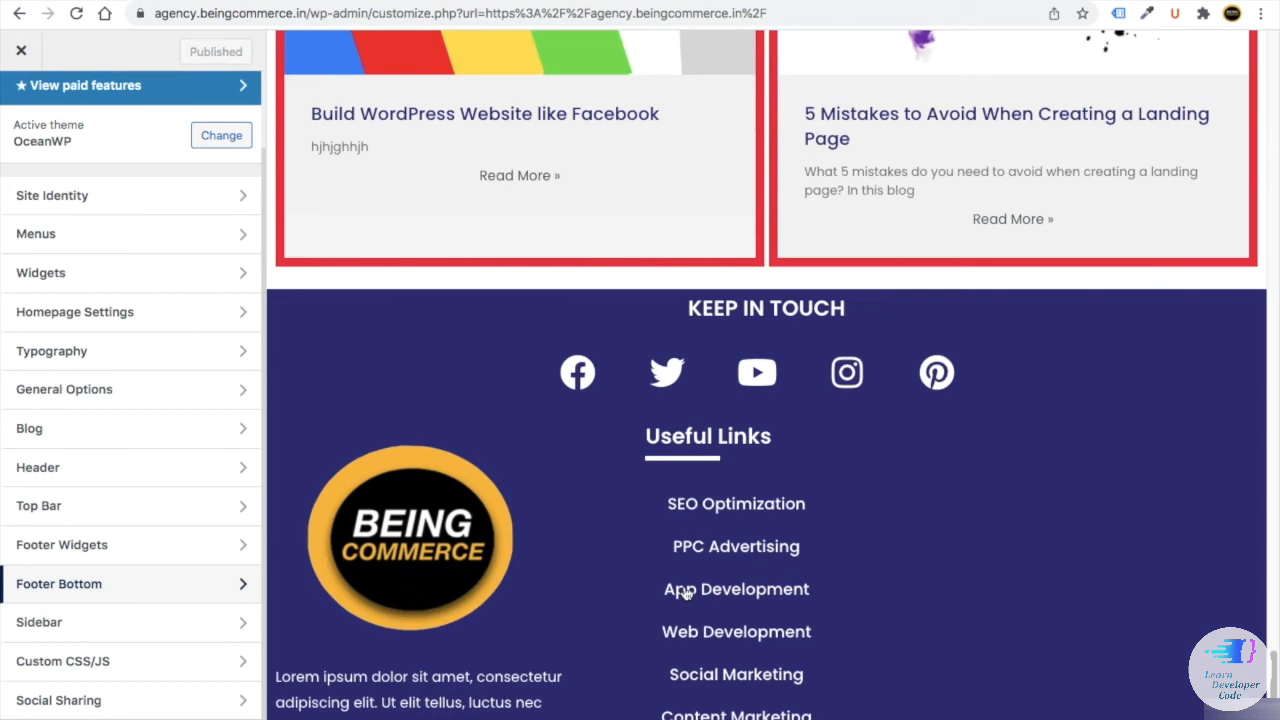 agency.beingcommerce.in/wp-admin/customize.php?url=https%3A%2F%2Fagency.beingcommerce.in%2F
Published
★ View paid features
Active theme
OceanWP
Change
Site Identity
Menus
Widgets
Homepage Settings
Typography
General Options
Blog
Header
Top Bar
Footer Widgets
Footer Bottom
Sidebar
Custom CSS/JS
Social Sharing
Build WordPress Website like Facebook
hjhjghhjh
Read More »
5 Mistakes to Avoid When Creating a Landing
Page
What 5 mistakes do you need to avoid when creating a landing
page? In this blog
Read More »
KEEP IN TOUCH
BEING
COMMERCE
Lorem ipsum dolor sit amet, consectetur
adipiscing elit. Ut elit tellus, luctus nec
Useful Links
SEO Optimization
PPC Advertising
App Development
Web Development
Social Marketing
Content Marketing
Learn
Developer
Code